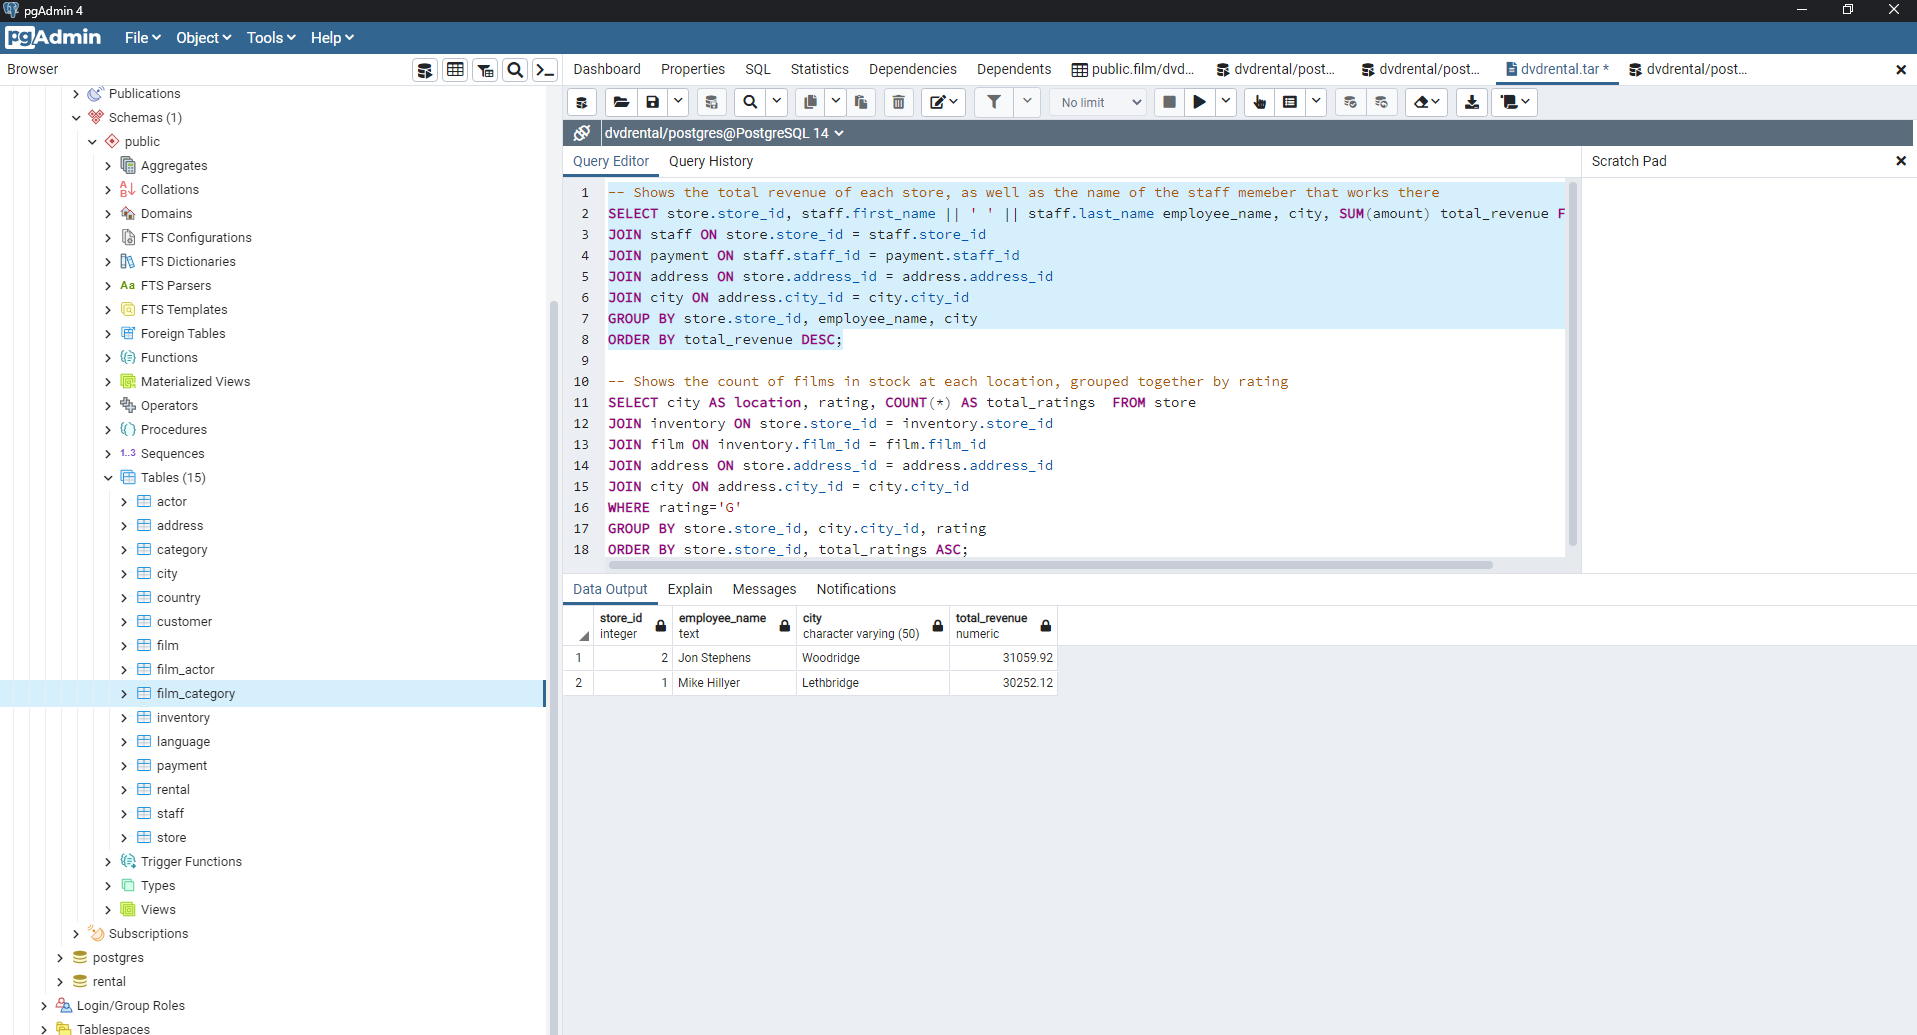 pgAdmin 4
pgAdmin File Object Tools Help
Browser
Dashboard Properties SQL Statistics Dependencies Dependents public.film/dvd... dvdrental/post... dvdrental/post... dvdrental.tar * dvdrental/post...
No limit
dvdrental/postgres@PostgreSQL 14
Query Editor Query History
Scratch Pad
Publications
Schemas (1)
public
Aggregates
Collations
Domains
FTS Configurations
FTS Dictionaries
Aa FTS Parsers
FTS Templates
Foreign Tables
Functions
Materialized Views
Operators
Procedures
1..3 Sequences
Tables (15)
actor
address
category
city
country
customer
film
film_actor
film_category
inventory
language
payment
rental
staff
store
Trigger Functions
Types
Views
Subscriptions
postgres
rental
Login/Group Roles
Tablespaces
1 -- Shows the total revenue of each store, as well as the name of the staff memeber that works there
2 SELECT store.store_id, staff.first_name || ' ' || staff.last_name employee_name, city, SUM(amount) total_revenue F
3 JOIN staff ON store.store_id = staff.store_id
4 JOIN payment ON staff.staff_id = payment.staff_id
5 JOIN address ON store.address_id = address.address_id
6 JOIN city ON address.city_id = city.city_id
7 GROUP BY store.store_id, employee_name, city
8 ORDER BY total_revenue DESC;
9
10 -- Shows the count of films in stock at each location, grouped together by rating
11 SELECT city AS location, rating, COUNT(*) AS total_ratings  FROM store
12 JOIN inventory ON store.store_id = inventory.store_id
13 JOIN film ON inventory.film_id = film.film_id
14 JOIN address ON store.address_id = address.address_id
15 JOIN city ON address.city_id = city.city_id
16 WHERE rating='G'
17 GROUP BY store.store_id, city.city_id, rating
18 ORDER BY store.store_id, total_ratings ASC;
Data Output Explain Messages Notifications
store_id employee_name city total_revenue
integer text character varying (50) numeric
1 2 Jon Stephens Woodridge 31059.92
2 1 Mike Hillyer Lethbridge 30252.12